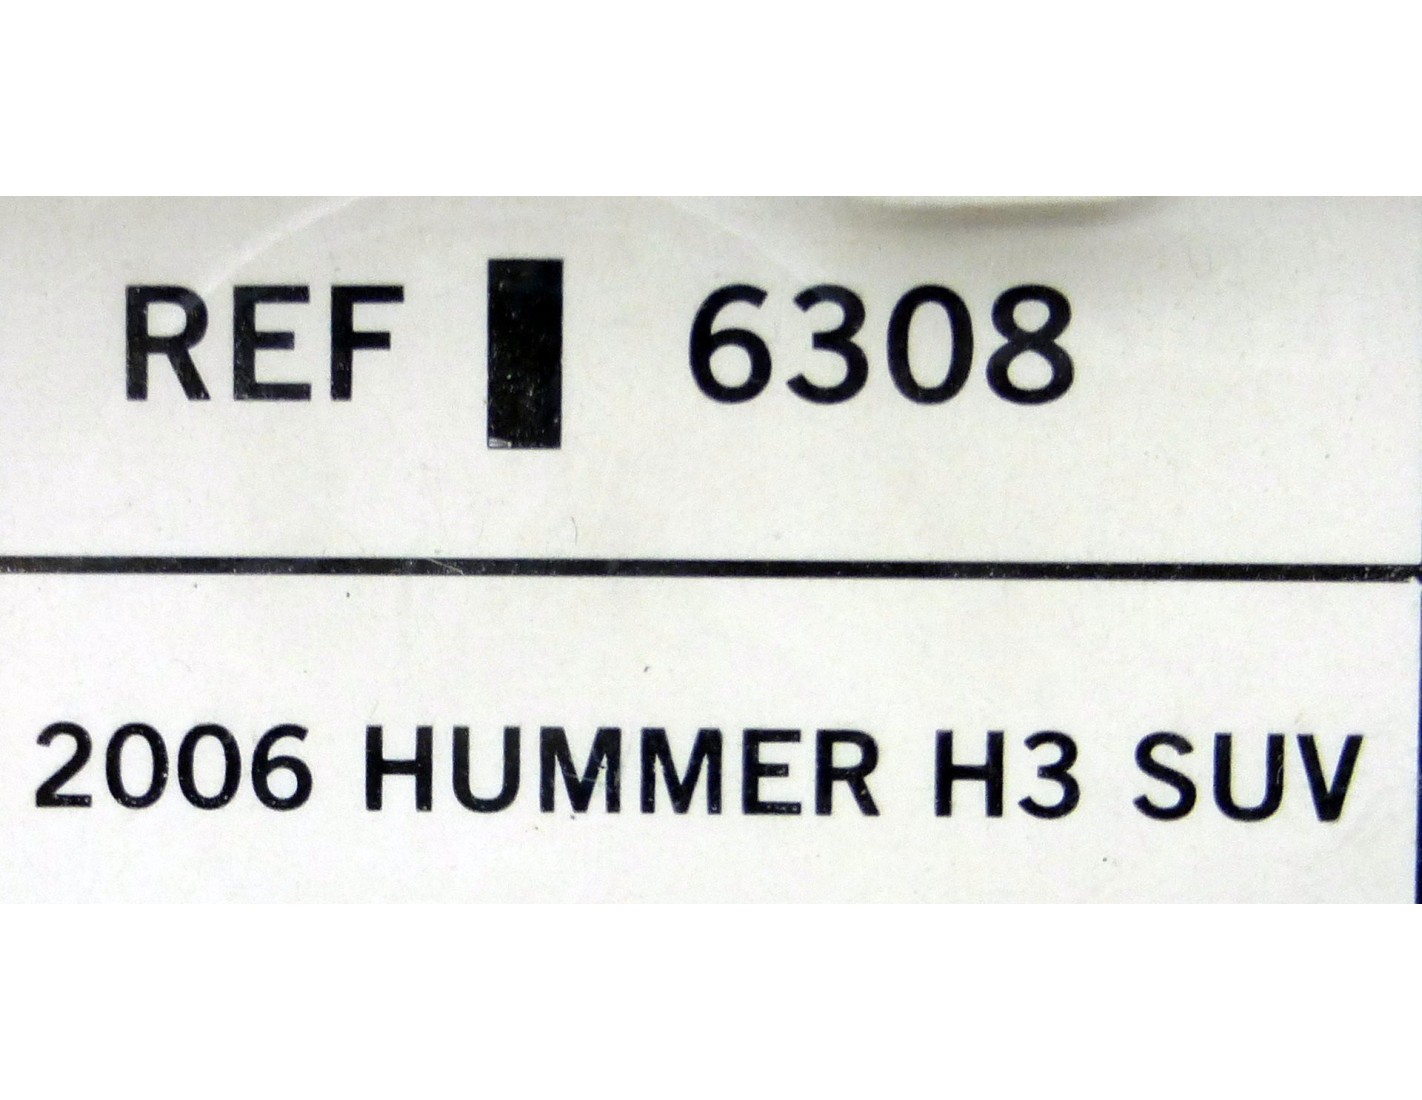 REF 6308
2006 HUMMER H3 SUV